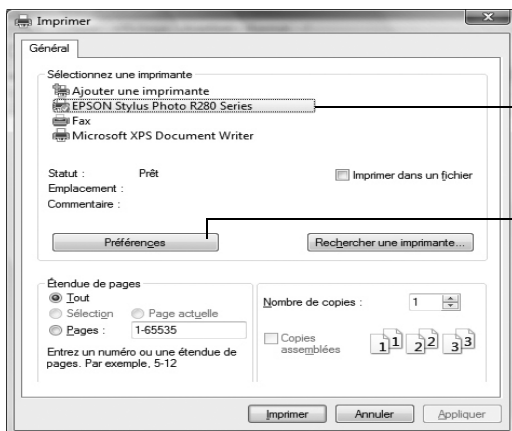 Imprimer
Général
Sélectionnez une imprimante
Ajouter une imprimante
EPSON Stylus Photo R280 Series
Fax
Microsoft XPS Document Writer
Statut : Prêt
Imprimer dans un fichier
Emplacement :
Commentaire :
Préférences
Rechercher une imprimante...
Étendue de pages
Tout
Sélection Page actuelle
Pages : 1-65535
Entrez un numéro ou une étendue de
pages. Par exemple, 5-12
Nombre de copies : 1
Copies
assemblées
1 1 2 2 3 3
Imprimer Annuler Appliquer